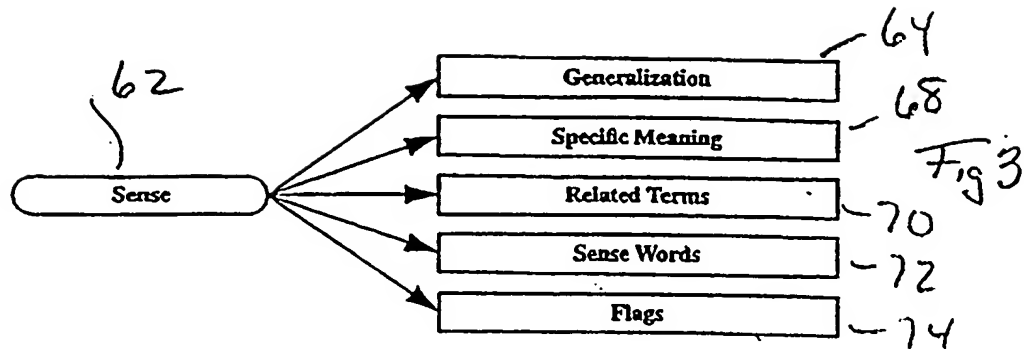 64
Generalization
62
68
Specific Meaning
Fig 3
Sense
Related Terms
70
Sense Words
72
Flags
74